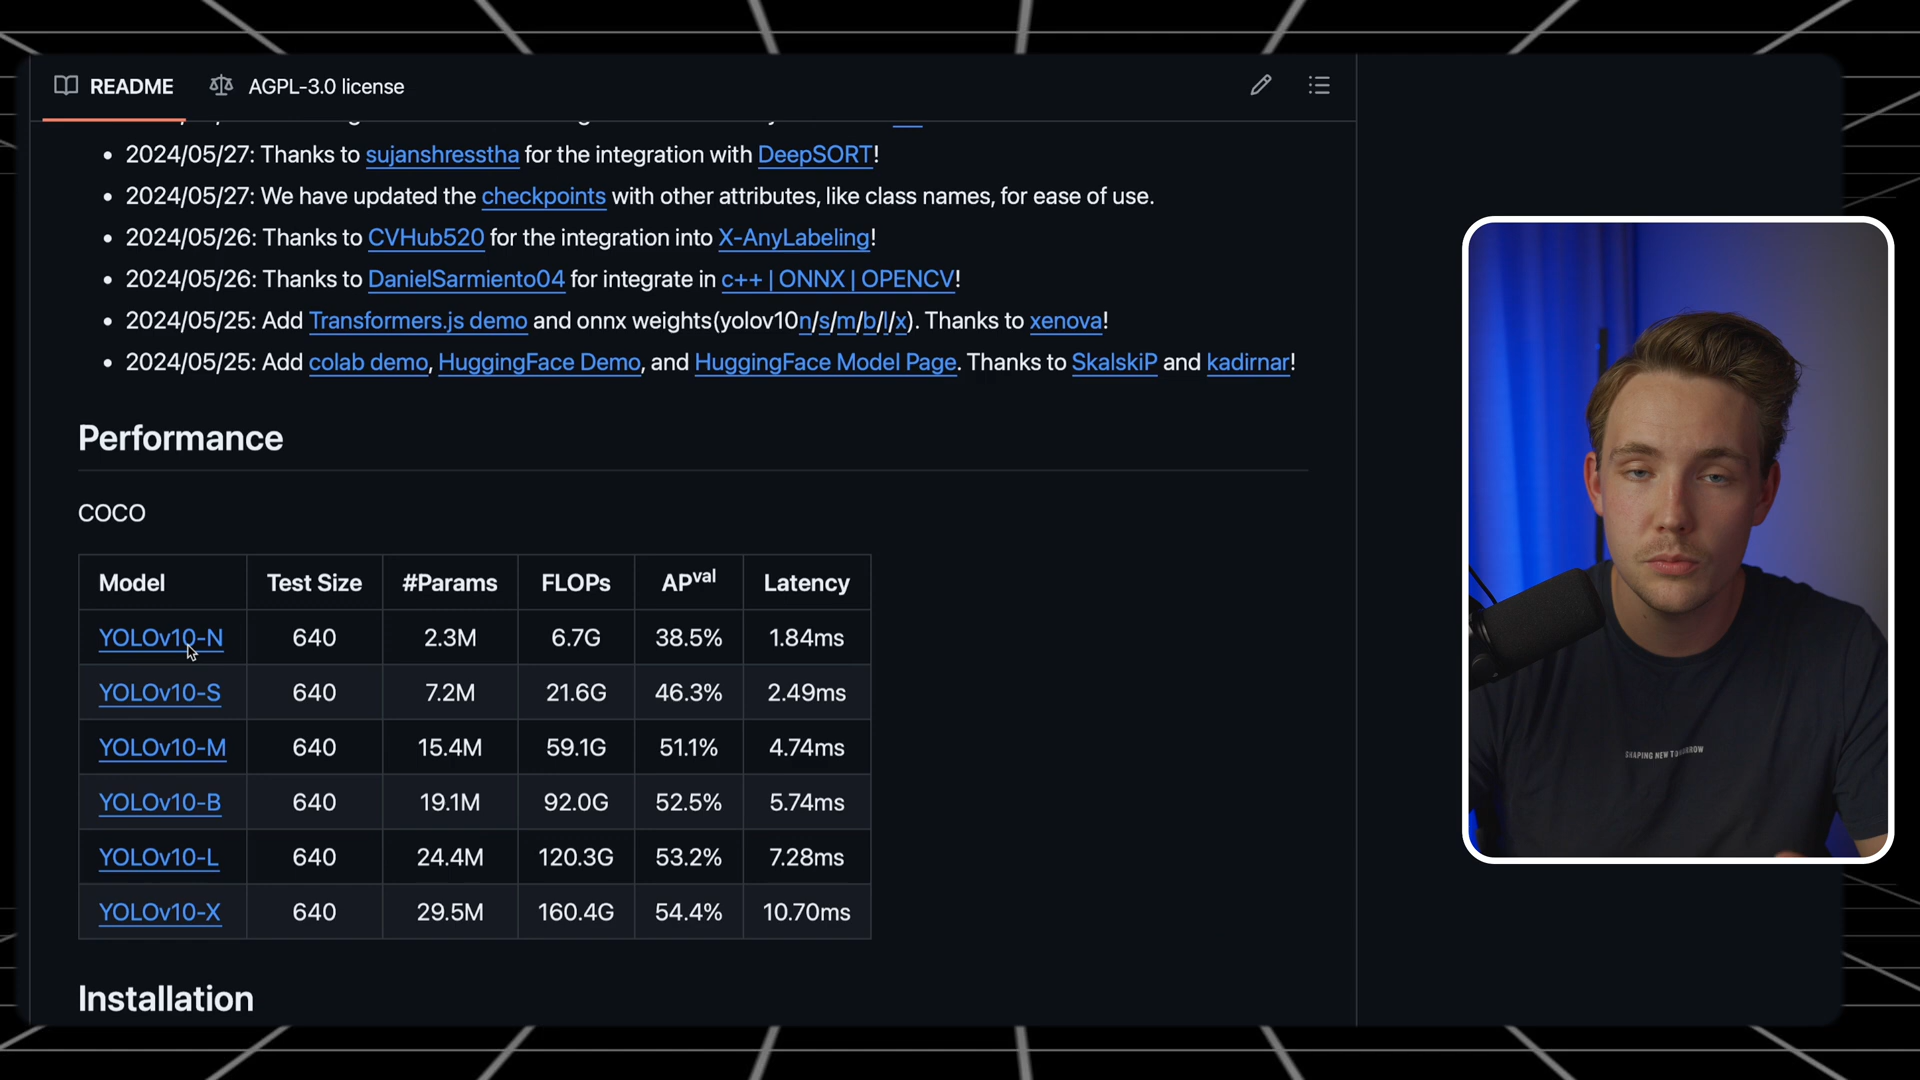 README
AGPL-3.0 license
2024/05/27: Thanks to sujanshresstha for the integration with DeepSORT!
2024/05/27: We have updated the checkpoints with other attributes, like class names, for ease of use.
2024/05/26: Thanks to CVHub520 for the integration into X-AnyLabeling!
2024/05/26: Thanks to DanielSarmiento04 for integrate in c++ | ONNX | OPENCV!
2024/05/25: Add Transformers.js demo and onnx weights(yolov10n/s/m/b/l/x). Thanks to xenova!
2024/05/25: Add colab demo, HuggingFace Demo, and HuggingFace Model Page. Thanks to SkalskiP and kadirnar!
Performance
COCO
Model Test Size #Params FLOPs APval Latency
YOLOv10-N 640 2.3M 6.7G 38.5% 1.84ms
YOLOv10-S 640 7.2M 21.6G 46.3% 2.49ms
YOLOv10-M 640 15.4M 59.1G 51.1% 4.74ms
YOLOv10-B 640 19.1M 92.0G 52.5% 5.74ms
YOLOv10-L 640 24.4M 120.3G 53.2% 7.28ms
YOLOv10-X 640 29.5M 160.4G 54.4% 10.70ms
Installation
SHAPING NEW TOMORROW